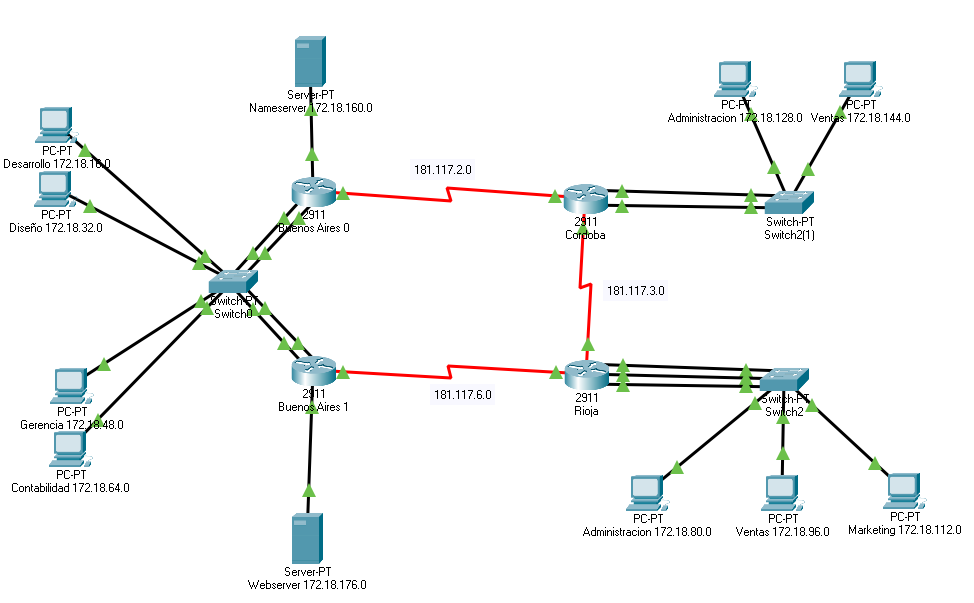 Server-PT
Nameserver 172.18.160.0
PC-PT
Desarrollo 172.18.16.0
PC-PT
Diseño 172.18.32.0
2911
Buenos Aires 0
181.117.2.0
2911
Cordoba
PC-PT
Administracion 172.18.128.0
PC-PT
Ventas 172.18.144.0
Switch-PT
Switch2(1)
Switch-PT
Switch0
181.117.3.0
2911
Buenos Aires 1
181.117.6.0
2911
Rioja
Switch-PT
Switch2
PC-PT
Gerencia 172.18.48.0
PC-PT
Contabilidad 172.18.64.0
PC-PT
Administracion 172.18.80.0
PC-PT
Ventas 172.18.96.0
PC-PT
Marketing 172.18.112.0
Server-PT
Webserver 172.18.176.0